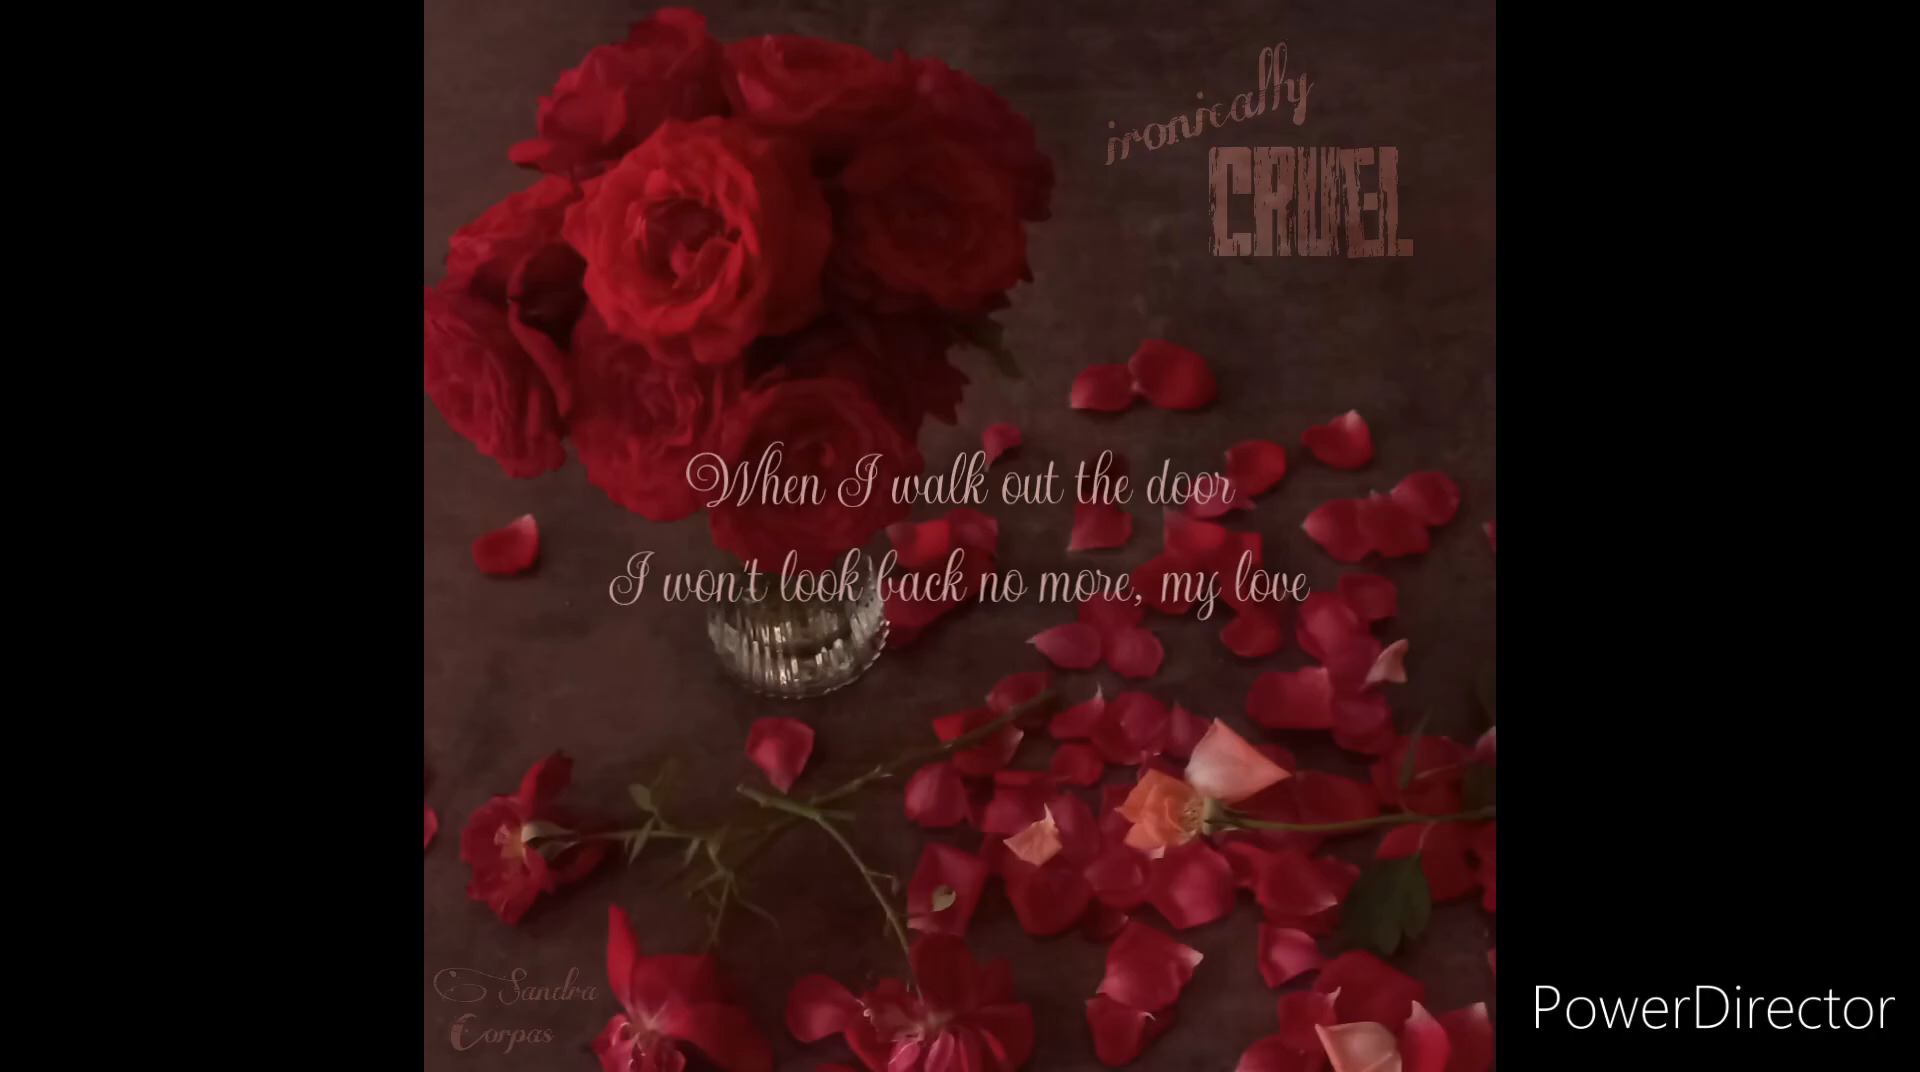 ironically
CRUEL
When I walk out the door
I won't look back no more, my love
Sandra
Corpas
PowerDirector